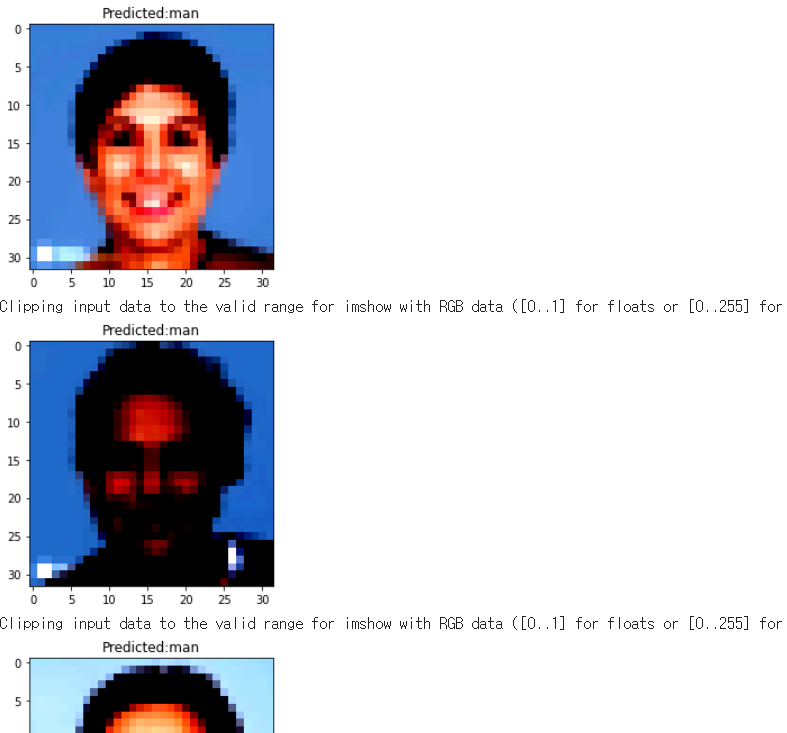 Predicted:man
0
5
10
15
20
25
30
0 5 10 15 20 25 30
Clipping input data to the valid range for imshow with RGB data ([0..1] for floats or [0..255] for
Predicted:man
0
5
10
15
20
25
30
0 5 10 15 20 25 30
Clipping input data to the valid range for imshow with RGB data ([0..1] for floats or [0..255] for
Predicted:man
0
5